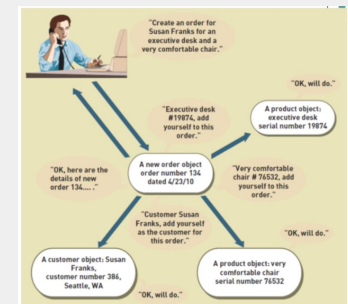 "Create an order for
Susan Franks for an
executive desk and a
very comfortable chair."
"OK, will do."
"Executive desk
#19874, add
yourself to this
order."
A product object:
executive desk
serial number 19874
"OK, here are the
details of new
order 134....."
A new order object
order number 134
dated 4/23/10
"Very comfortable
chair # 76532, add
yourself to this
order."
"Customer Susan
Franks, add yourself
as the customer for
this order."
"OK, will do."
A customer object: Susan
Franks,
customer number 386,
Seattle, WA
A product object: very
comfortable chair
serial number 76532
"OK, will do."